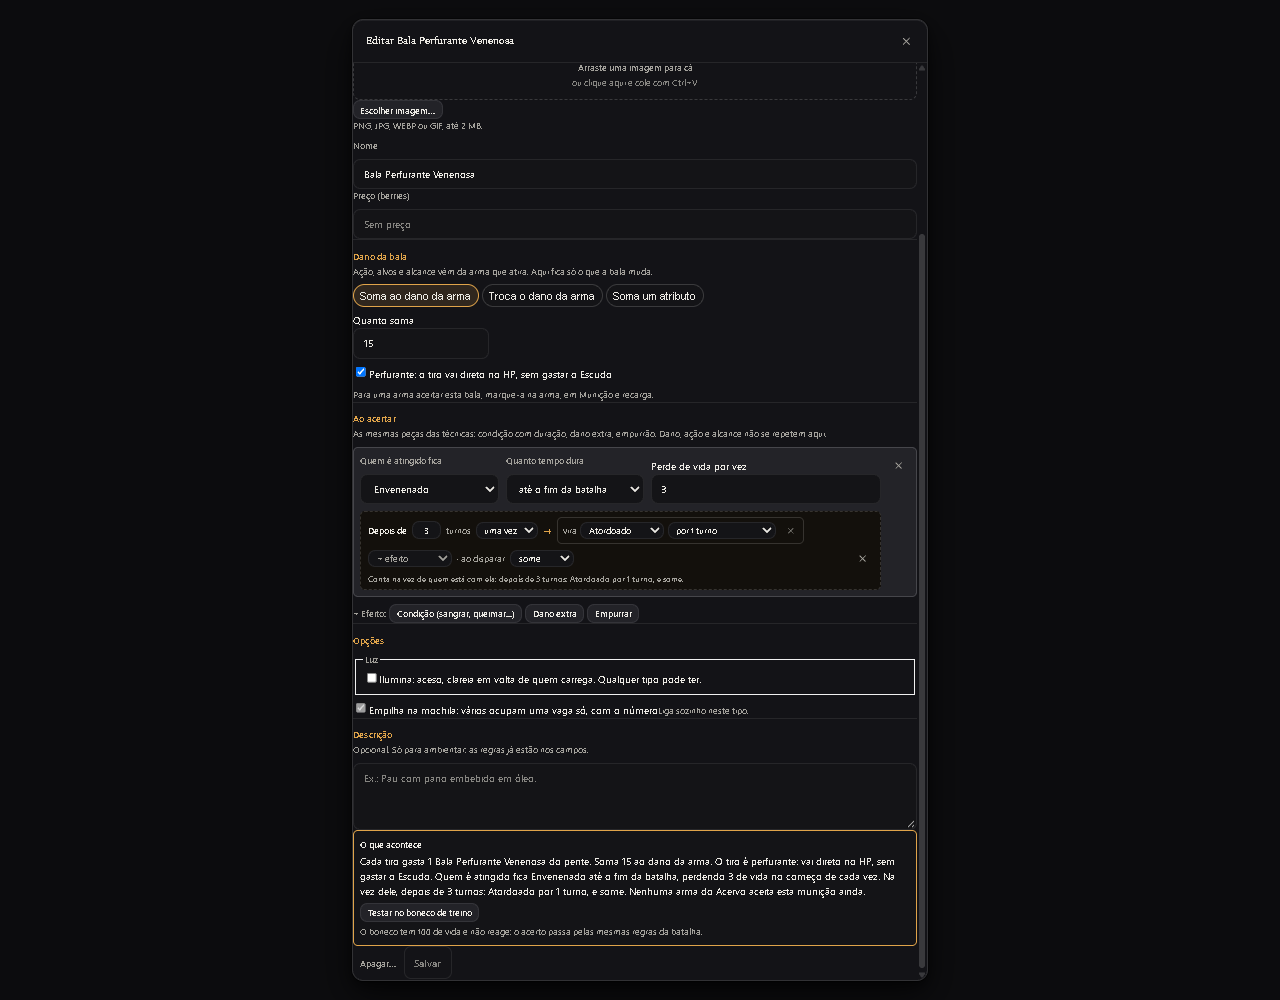 Editar Bala Perfurante Venenosa
Arraste uma imagem para cá
ou clique aqui e cole com Ctrl+V
Escolher imagem...
PNG, JPG, WEBP ou GIF, até 2 MB.
Nome
Bala Perfurante Venenosa
Preço (berries)
Sem preço
Dano da bala
Ação, alvos e alcance vêm da arma que atira. Aqui fica só o que a bala muda.
Soma ao dano da arma Troca o dano da arma Soma um atributo
Quanto soma
15
Perfurante: o tiro vai direto no HP, sem gastar o Escudo
Para uma arma aceitar esta bala, marque-a na arma, em Munição e recarga.
Ao acertar
As mesmas peças das técnicas: condição com duração, dano extra, empurrão. Dano, ação e alcance não se repetem aqui.
Quem é atingido fica Quanto tempo dura Perde de vida por vez
Envenenado até o fim da batalha 3
Depois de 3 turnos uma vez → vira Atordoado por 1 turno
+ efeito · ao disparar some
Conta na vez de quem está com ela: depois de 3 turnos: Atordoado por 1 turno, e some.
+ Efeito: Condição (sangrar, queimar...) Dano extra Empurrar
Opções
Luz
Ilumina: aceso, clareia em volta de quem carrega. Qualquer tipo pode ter.
Empilha na mochila: vários ocupam uma vaga só, com o número Liga sozinho neste tipo.
Descrição
Opcional. Só para ambientar: as regras já estão nos campos.
Ex.: Pau com pano embebido em óleo.
O que acontece
Cada tiro gasta 1 Bala Perfurante Venenosa do pente. Soma 15 ao dano da arma. O tiro é perfurante: vai direto no HP, sem
gastar o Escudo. Quem é atingido fica Envenenado até o fim da batalha, perdendo 3 de vida no começo de cada vez. Na
vez dele, depois de 3 turnos: Atordoado por 1 turno, e some. Nenhuma arma do Acervo aceita esta munição ainda.
Testar no boneco de treino
O boneco tem 100 de vida e não reage: o acerto passa pelas mesmas regras da batalha.
Apagar... Salvar